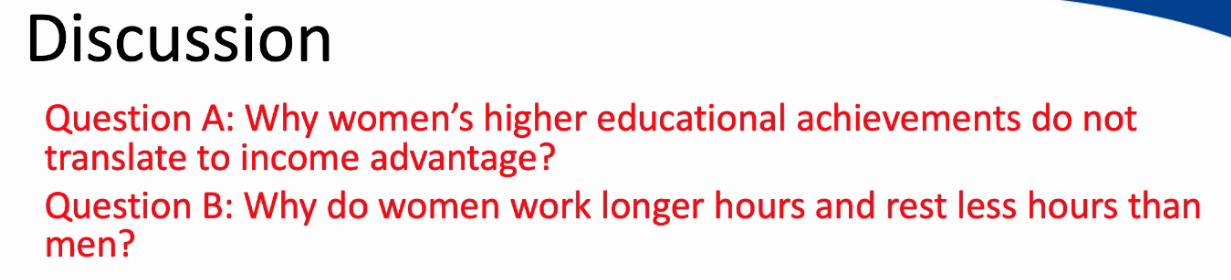 Discussion
Question A: Why women’s higher educational achievements do not
translate to income advantage?
Question B: Why do women work longer hours and rest less hours than
men?